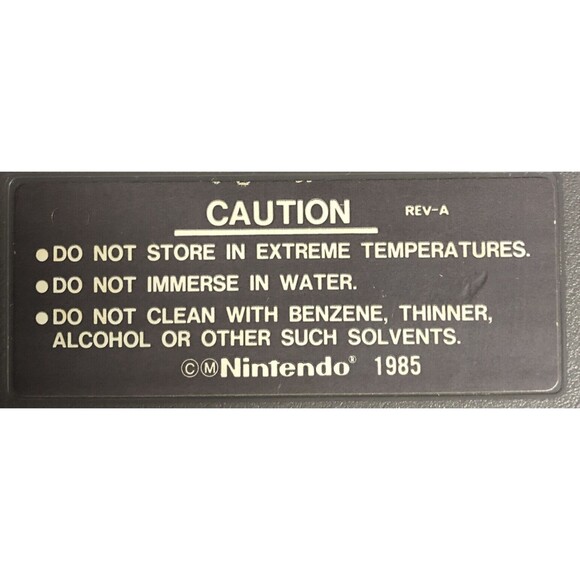 CAUTION REV-A
●DO NOT STORE IN EXTREME TEMPERATURES.
●DO NOT IMMERSE IN WATER.
●DO NOT CLEAN WITH BENZENE, THINNER,
ALCOHOL OR OTHER SUCH SOLVENTS.
©ⓂNintendo® 1985